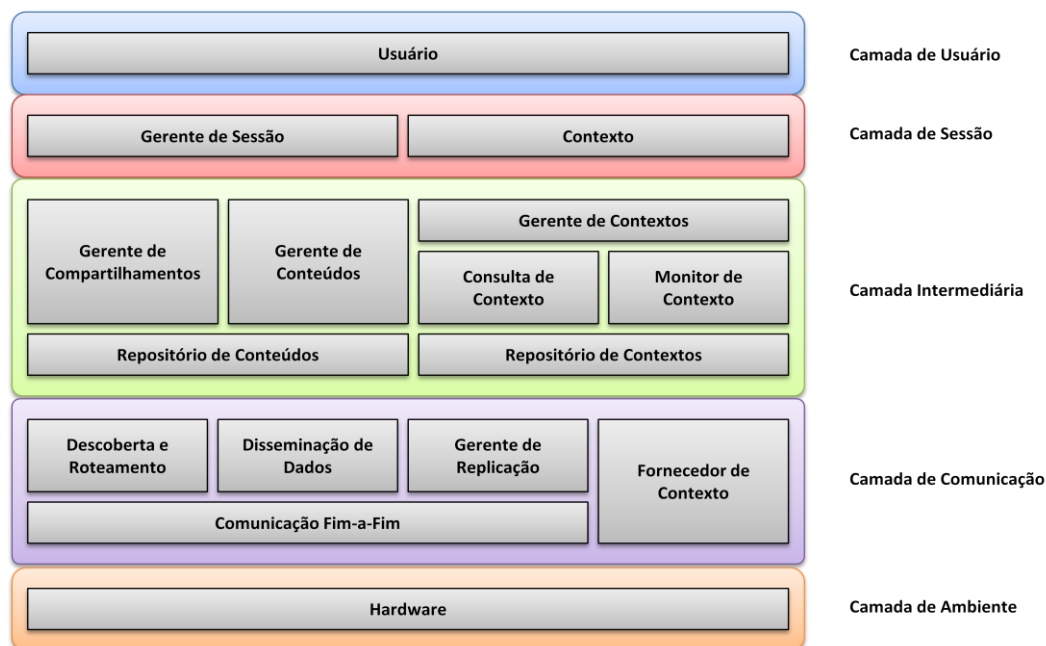 Usuário
Camada de Usuário
Gerente de Sessão
Contexto
Camada de Sessão
Gerente de
Compartilhamentos
Gerente de
Conteúdos
Gerente de Contextos
Consulta de
Contexto
Monitor de
Contexto
Repositório de Conteúdos
Repositório de Contextos
Camada Intermediária
Descoberta e
Roteamento
Disseminação de
Dados
Gerente de
Replicação
Fornecedor de
Contexto
Comunicação Fim-a-Fim
Camada de Comunicação
Hardware
Camada de Ambiente